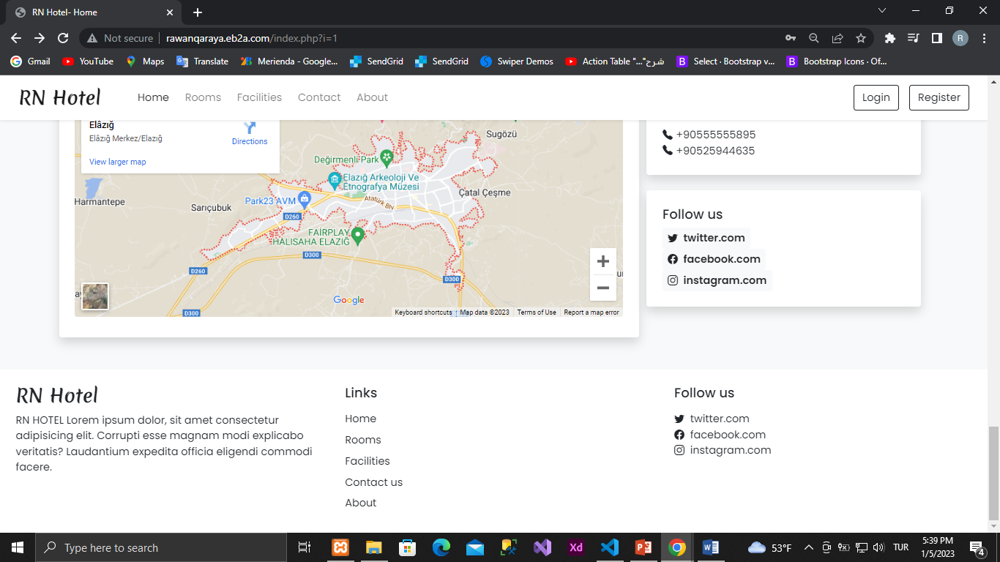 RN Hotel- Home
Not secure
rawanqaraya.eb2a.com/index.php?i=1
R
Gmail
YouTube
Maps
Translate
Merienda - Google...
SendGrid
SendGrid
Swiper Demos
Action Table "..."شرح
Select · Bootstrap v...
Bootstrap Icons · Of...
RN Hotel
Home
Rooms
Facilities
Contact
About
Login
Register
Elâzığ
Elâzığ Merkez/Elazığ
Directions
View larger map
Sugözü
Değirmenli Park
Elazığ Arkeoloji Ve
Etnografya Müzesi
Çatal Çeşme
Harmantepe
Sarıçubuk
Park23 AVM
Atatürk BN.
D260
FAIRPLAY
HALISAHA ELAZIĞ
D300
D260
D300
D300
Google
Keyboard shortcuts
Map data ©2023
Terms of Use
Report a map error
+90555555895
+90525944635
Follow us
twitter.com
facebook.com
instagram.com
RN Hotel
RN HOTEL Lorem ipsum dolor, sit amet consectetur
adipisicing elit. Corrupti esse magnam modi explicabo
veritatis? Laudantium expedita officia eligendi commodi
facere.
Links
Home
Rooms
Facilities
Contact us
About
Follow us
twitter.com
facebook.com
instagram.com
Type here to search
Xd
53°F
TUR
5:39 PM
1/5/2023
4